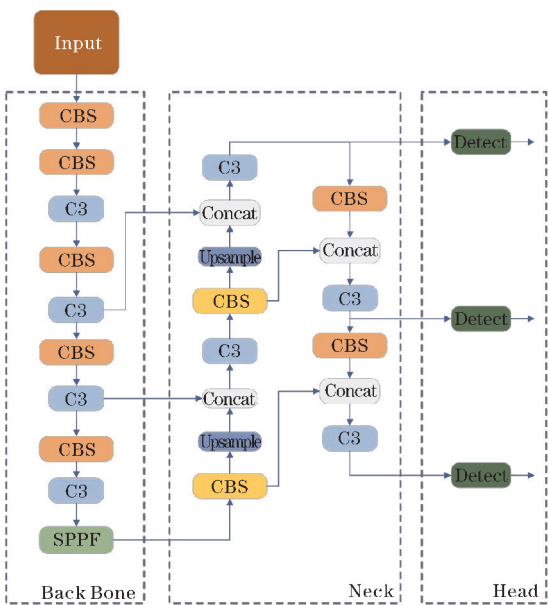 Input
CBS
CBS
C3
CBS
C3
CBS
C3
CBS
C3
SPPF
Back Bone
C3
Concat
Upsample
CBS
C3
Concat
Upsample
CBS
CBS
Concat
C3
CBS
Concat
C3
Neck
Detect
Detect
Detect
Head